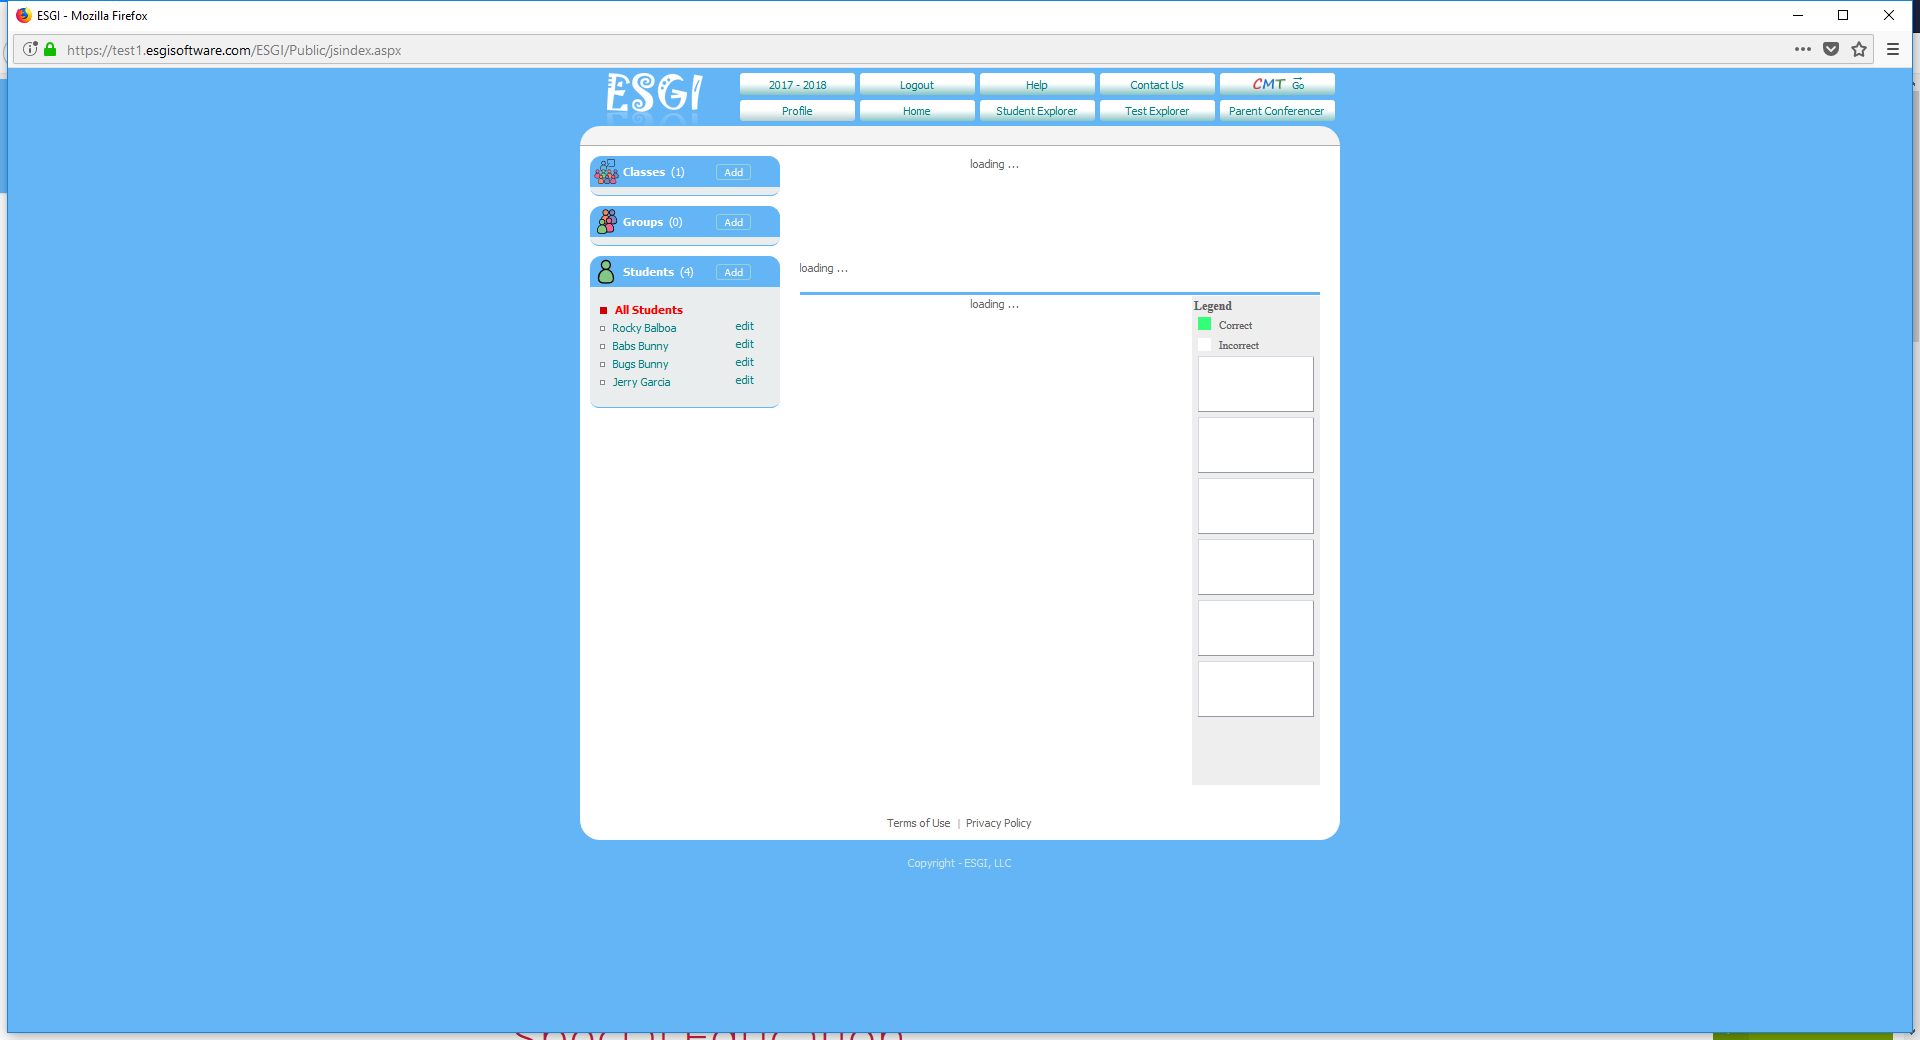 ESGI - Mozilla Firefox
https://test1.esgisoftware.com/ESGI/Public/jsindex.aspx
ESGI
2017 - 2018
Logout
Help
Contact Us
CMT Go
Profile
Home
Student Explorer
Test Explorer
Parent Conferencer
Classes (1) Add
Groups (0) Add
Students (4) Add
All Students
Rocky Balboa edit
Babs Bunny edit
Bugs Bunny edit
Jerry Garcia edit
loading ...
loading ...
loading ...
Legend
Correct
Incorrect
Terms of Use | Privacy Policy
Copyright - ESGI, LLC
Special Education